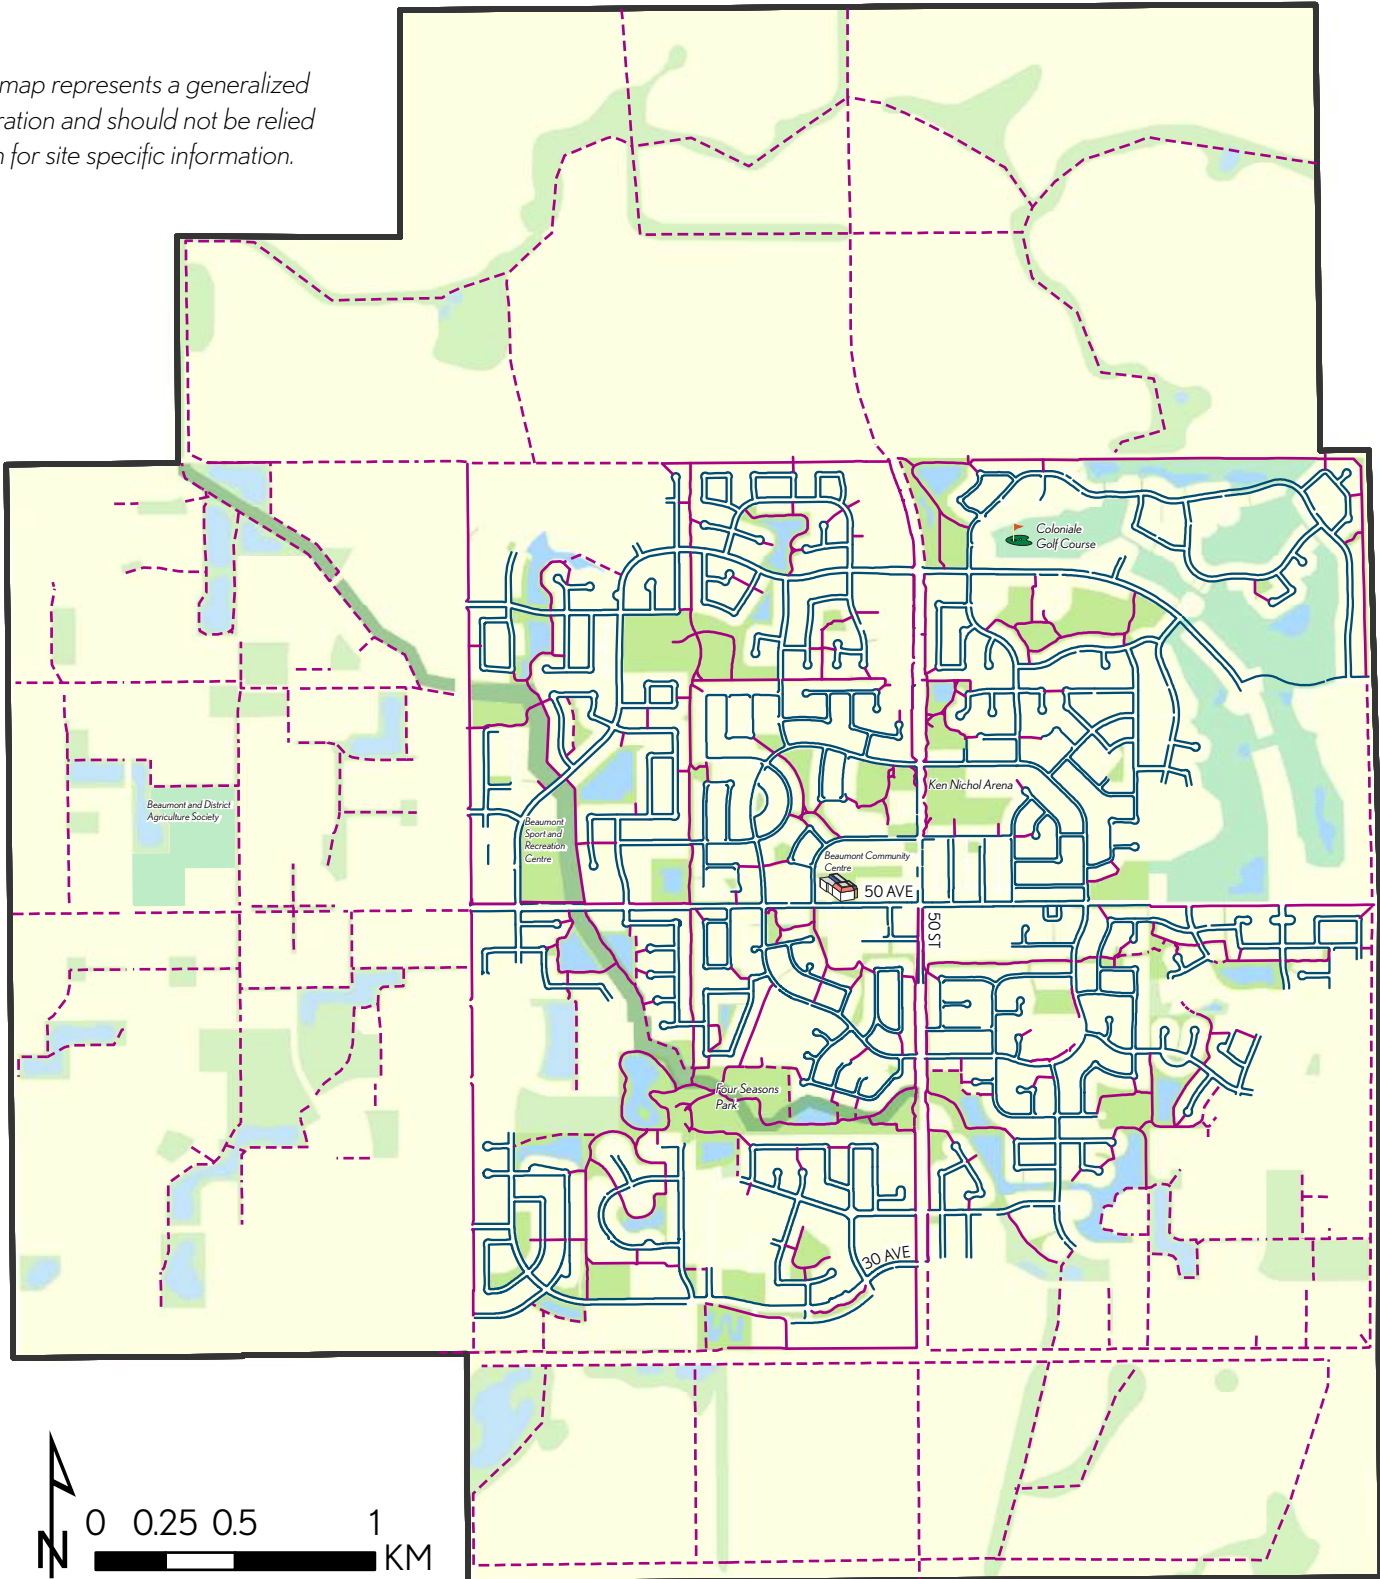 map represents a generalized
ration and should not be relied
n for site specific information.
Coloniale
Golf Course
Beaumont and District
Agriculture Society
Ken Nichol Arena
Beaumont
Sport and
Recreation
Centre
Beaumont Community
Centre
50 AVE
50 ST
Four Seasons
Park
30 AVE
0 0.25 0.5 1
KM
N